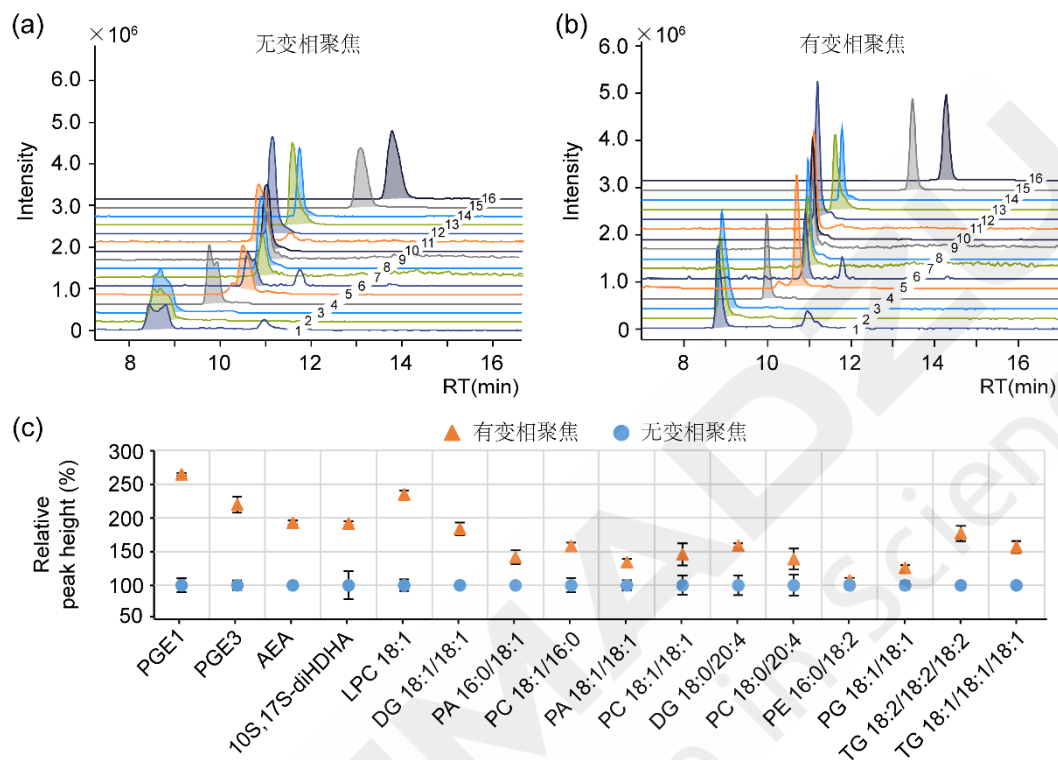 (a)
×10⁶
无变相聚焦
6.0
5.0
4.0
3.0
2.0
1.0
0
Intensity
16
15
14
13
12
11
10
9
8
7
6
5
4
3
2
1
8
10
12
14
16
RT(min)
(b)
×10⁶
有变相聚焦
6.0
5.0
4.0
3.0
2.0
1.0
0
Intensity
16
15
14
13
12
11
10
9
8
7
6
5
4
3
2
1
8
10
12
14
16
RT(min)
(c)
有变相聚焦 无变相聚焦
300
250
200
150
100
50
Relative
peak height (%)
PGE1
PGE3
AEA
10S,17S-diHDHA
LPC 18:1
DG 18:1/18:1
PA 16:0/18:1
PC 18:1/16:0
PA 18:1/18:1
PC 18:1/18:1
DG 18:0/20:4
PC 18:0/20:4
PE 16:0/18:2
PG 18:1/18:1
TG 18:2/18:2/18:2
TG 18:1/18:1/18:1